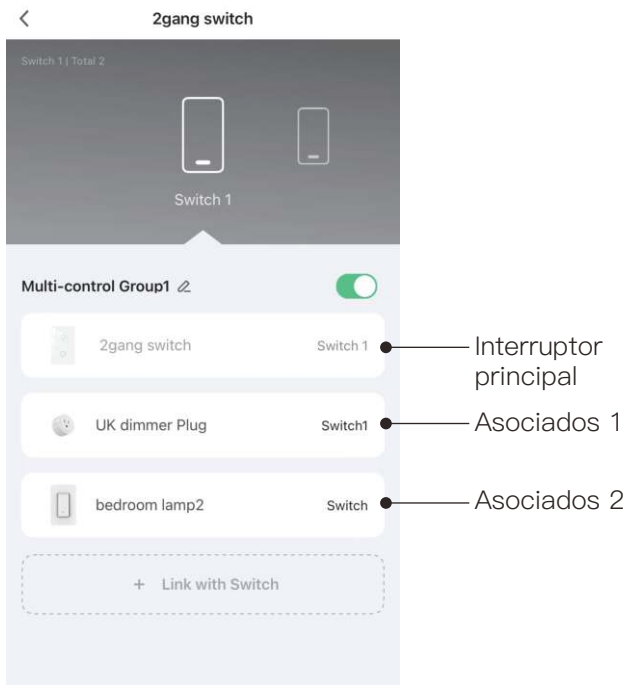 2gang switch
Switch 1 | Total 2
Switch 1
Multi-control Group1
2gang switch
Switch 1
Interruptor
principal
UK dimmer Plug
Switch1
Asociados 1
bedroom lamp2
Switch
Asociados 2
+ Link with Switch